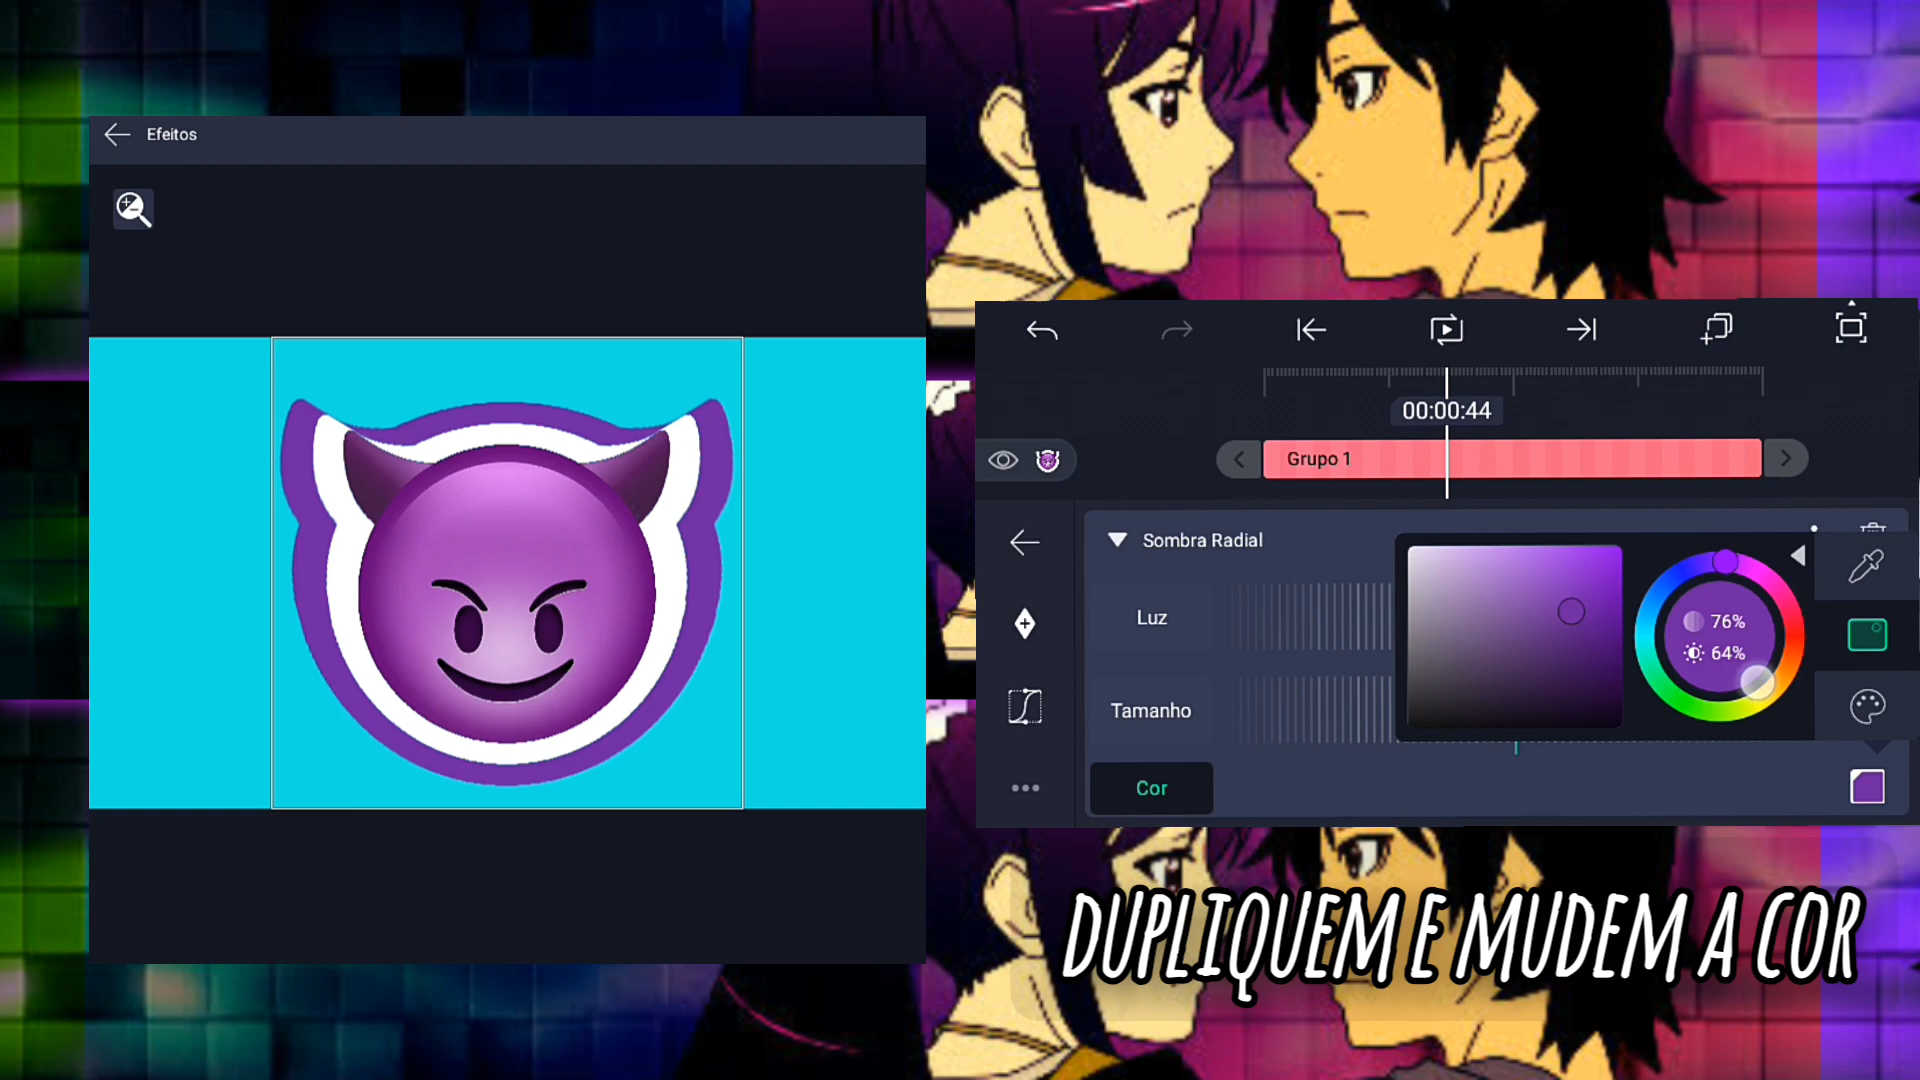 Efeitos
00:00:44
Grupo 1
Sombra Radial
Luz
76%
64%
Tamanho
Cor
DUPLIQUEM E MUDEM A COR